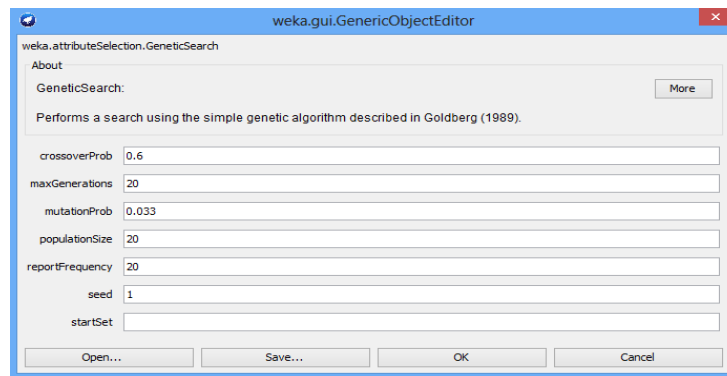 weka.gui.GenericObjectEditor
weka.attributeSelection.GeneticSearch
About
GeneticSearch:
More
Performs a search using the simple genetic algorithm described in Goldberg (1989).
crossoverProb 0.6
maxGenerations 20
mutationProb 0.033
populationSize 20
reportFrequency 20
seed 1
startSet
Open... Save... OK Cancel